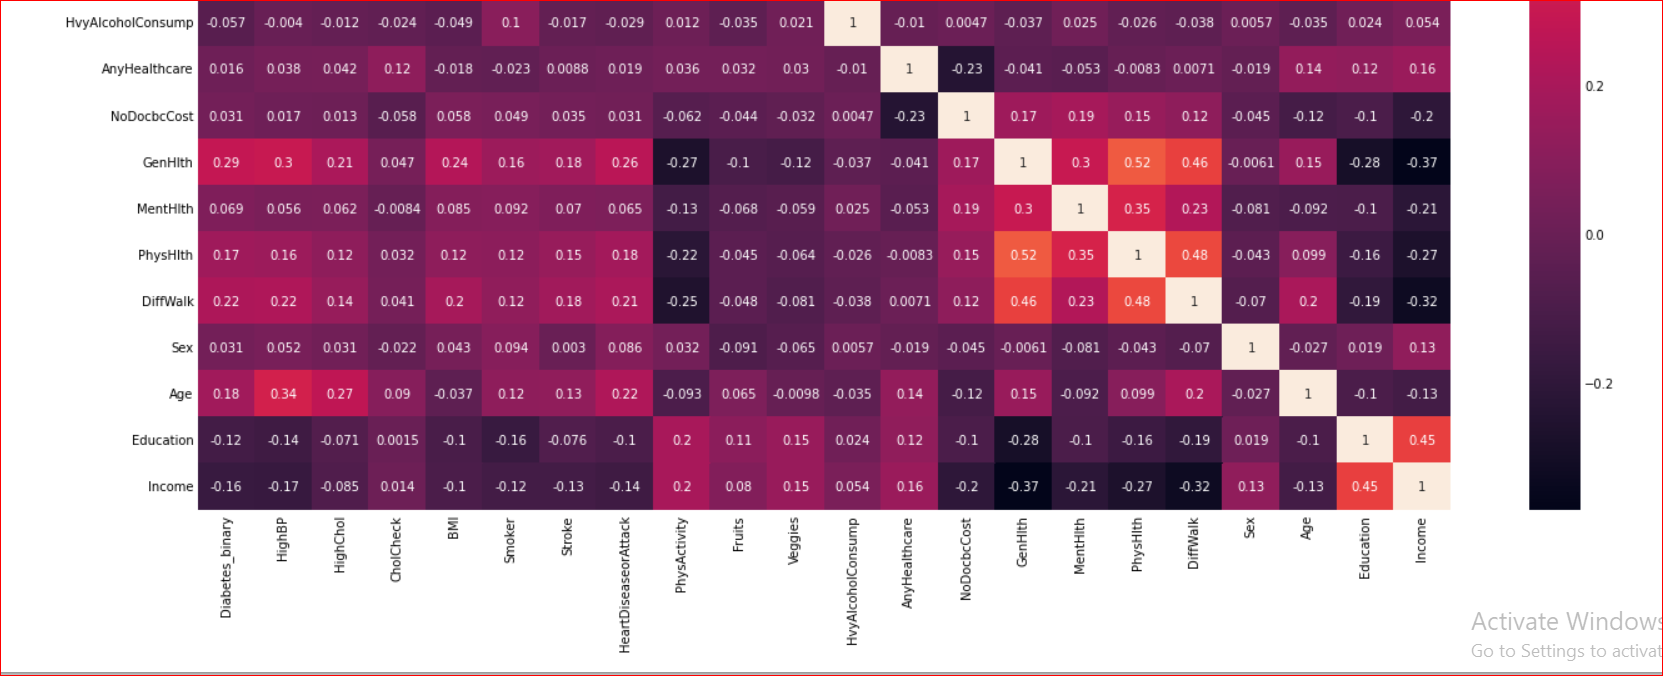 HvyAlcoholConsump -0.057 -0.004 -0.012 -0.024 -0.049 0.1 -0.017 -0.029 0.012 -0.035 0.021 1 -0.01 0.0047 -0.037 0.025 -0.026 -0.038 0.0057 -0.035 0.024 0.054
AnyHealthcare 0.016 0.038 0.042 0.12 -0.018 -0.023 0.0088 0.019 0.036 0.032 0.03 -0.01 1 -0.23 -0.041 -0.053 -0.0083 0.0071 -0.019 0.14 0.12 0.16
0.2
NoDocbcCost 0.031 0.017 0.013 -0.058 0.058 0.049 0.035 0.031 -0.062 -0.044 -0.032 0.0047 -0.23 1 0.17 0.19 0.15 0.12 -0.045 -0.12 -0.1 -0.2
GenHlth 0.29 0.3 0.21 0.047 0.24 0.16 0.18 0.26 -0.27 -0.1 -0.12 -0.037 -0.041 0.17 1 0.3 0.52 0.46 -0.0061 0.15 -0.28 -0.37
MentHlth 0.069 0.056 0.062 -0.0084 0.085 0.092 0.07 0.065 -0.13 -0.068 -0.059 0.025 -0.053 0.19 0.3 1 0.35 0.23 -0.081 -0.092 -0.1 -0.21
0.0
PhysHlth 0.17 0.16 0.12 0.032 0.12 0.12 0.15 0.18 -0.22 -0.045 -0.064 -0.026 -0.0083 0.15 0.52 0.35 1 0.48 -0.043 0.099 -0.16 -0.27
DiffWalk 0.22 0.22 0.14 0.041 0.2 0.12 0.18 0.21 -0.25 -0.048 -0.081 -0.038 0.0071 0.12 0.46 0.23 0.48 1 -0.07 0.2 -0.19 -0.32
Sex 0.031 0.052 0.031 -0.022 0.043 0.094 0.003 0.086 0.032 -0.091 -0.065 0.0057 -0.019 -0.045 -0.0061 -0.081 -0.043 -0.07 1 -0.027 0.019 0.13
−0.2
Age 0.18 0.34 0.27 0.09 -0.037 0.12 0.13 0.22 -0.093 0.065 -0.0098 -0.035 0.14 -0.12 0.15 -0.092 0.099 0.2 -0.027 1 -0.1 -0.13
Education -0.12 -0.14 -0.071 0.0015 -0.1 -0.16 -0.076 -0.1 0.2 0.11 0.15 0.024 0.12 -0.1 -0.28 -0.1 -0.16 -0.19 0.019 -0.1 1 0.45
Income -0.16 -0.17 -0.085 0.014 -0.1 -0.12 -0.13 -0.14 0.2 0.08 0.15 0.054 0.16 -0.2 -0.37 -0.21 -0.27 -0.32 0.13 -0.13 0.45 1
Diabetes_binary
HighBP
HighChol
CholCheck
BMI
Smoker
Stroke
HeartDiseaseorAttack
PhysActivity
Fruits
Veggies
HvyAlcoholConsump
AnyHealthcare
NoDocbcCost
GenHlth
MentHlth
PhysHlth
DiffWalk
Sex
Age
Education
Income
Activate Windows
Go to Settings to activat